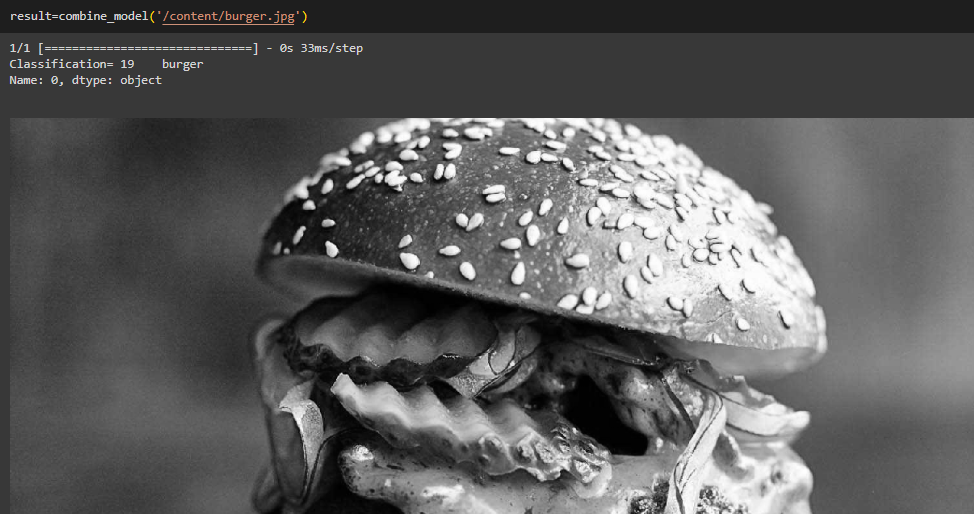 result=combine_model('/content/burger.jpg')
1/1 [==============================] - 0s 33ms/step
Classification= 19    burger
Name: 0, dtype: object